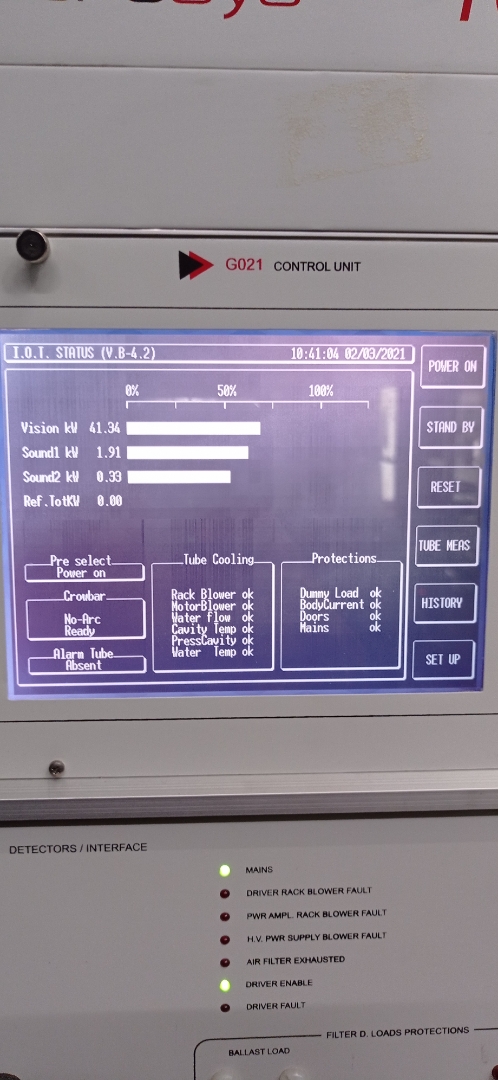 G021 CONTROL UNIT
I.O.T. STATUS (V.B-4.2) 10:41:04 02/03/2021
POWER ON
0% 50% 100%
Vision kW 41.34
STAND BY
Sound1 kW 1.91
Sound2 kW 0.33
RESET
Ref.TotKW 0.00
TUBE MEAS
Pre select
Power on
Crowbar
No-Arc
Ready
Alarm Tube
Absent
Tube Cooling
Rack Blower ok
MotorBlower ok
Water flow ok
Cavity Temp ok
PressCavity ok
Water Temp ok
Protections
Dummy Load ok
BodyCurrent ok
Doors ok
Mains ok
HISTORY
SET UP
DETECTORS / INTERFACE
MAINS
DRIVER RACK BLOWER FAULT
PWR AMPL. RACK BLOWER FAULT
H.V. PWR SUPPLY BLOWER FAULT
AIR FILTER EXHAUSTED
DRIVER ENABLE
DRIVER FAULT
FILTER D. LOADS PROTECTIONS
BALLAST LOAD